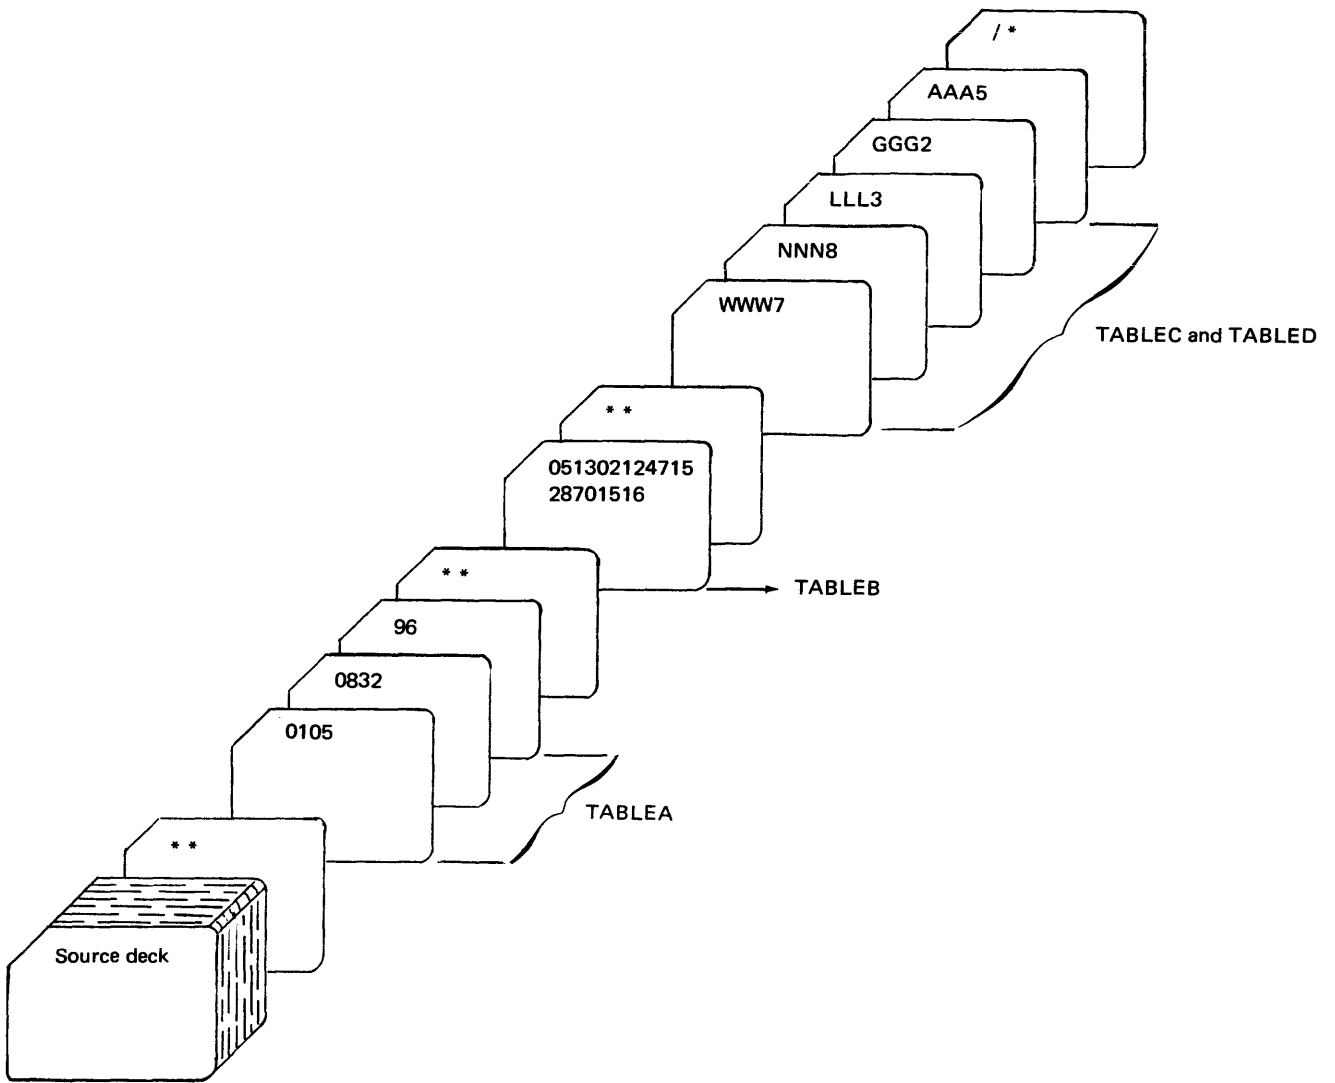 / *
AAA5
GGG2
LLL3
NNN8
WWW7
TABLEC and TABLED
* *
051302124715
28701516
TABLEB
* *
96
0832
0105
TABLEA
* *
Source deck